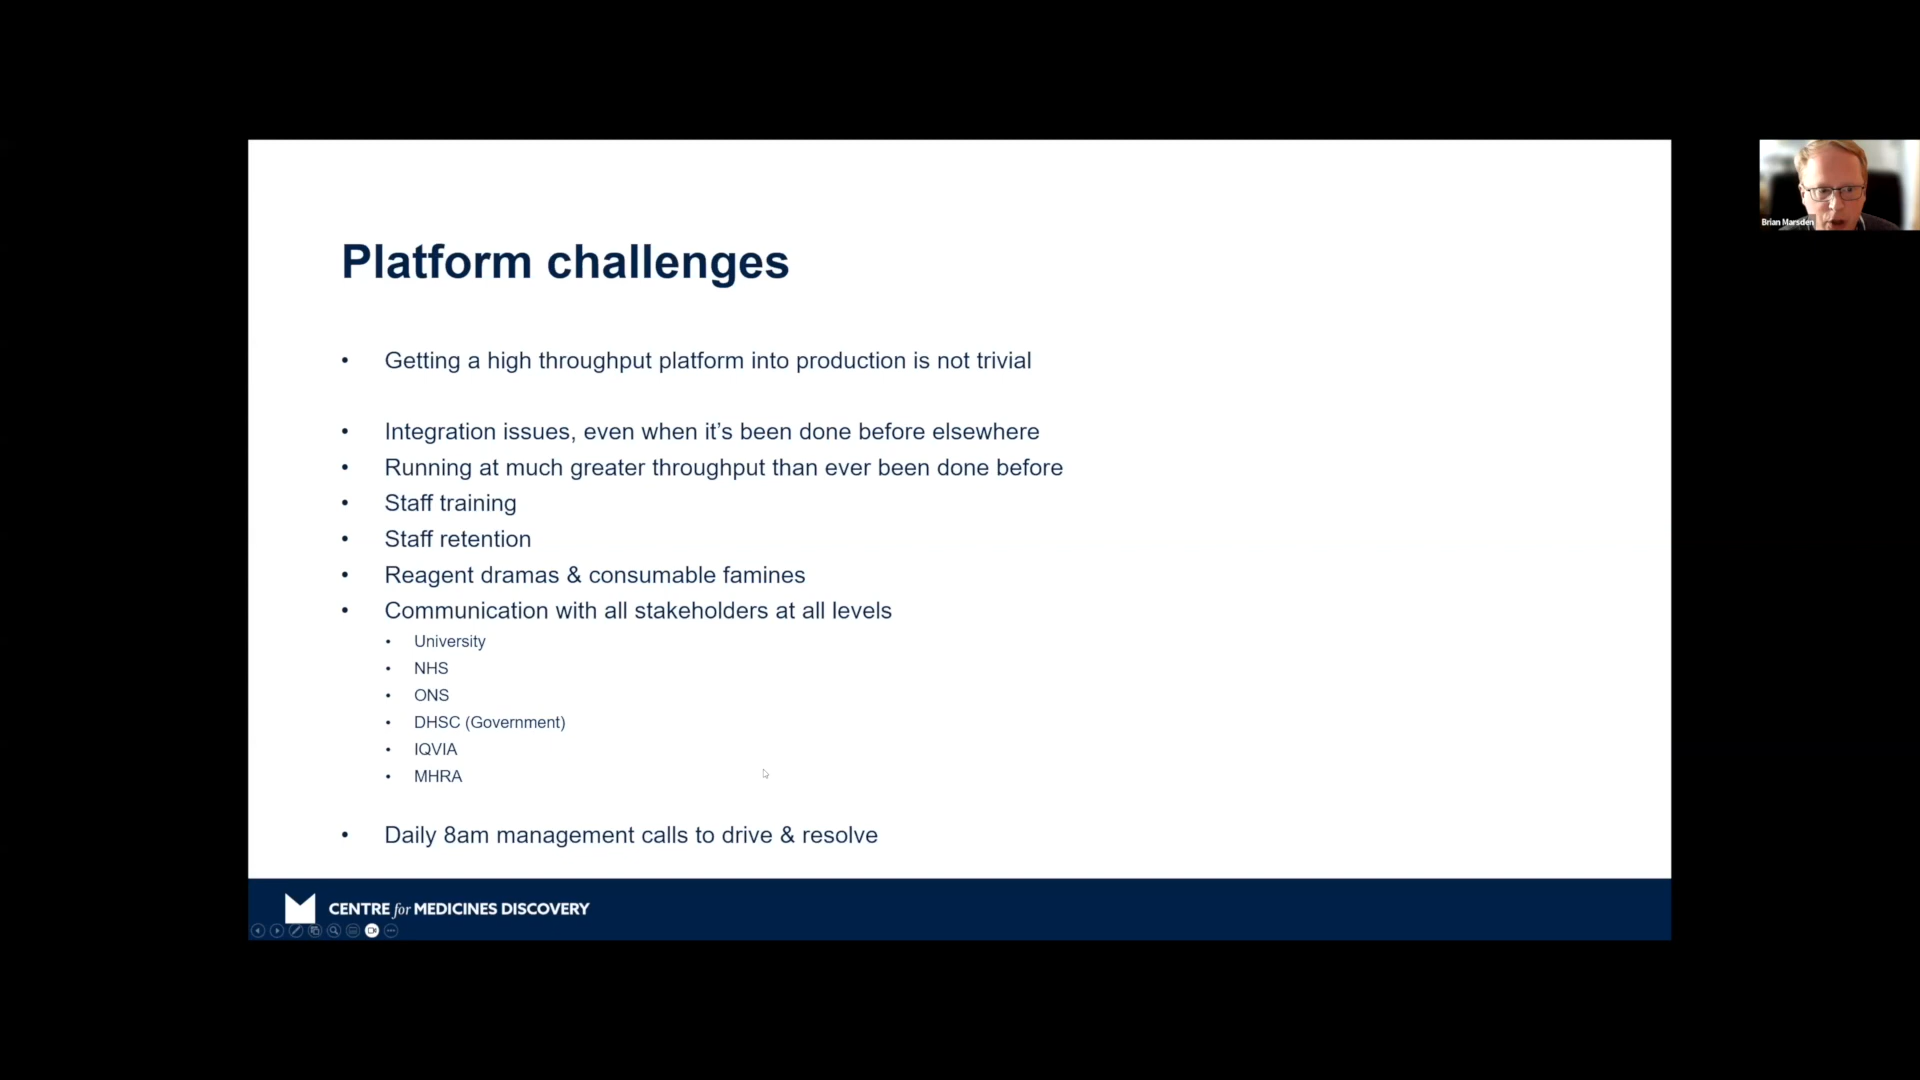 Platform challenges
• Getting a high throughput platform into production is not trivial
• Integration issues, even when it’s been done before elsewhere
• Running at much greater throughput than ever been done before
• Staff training
• Staff retention
• Reagent dramas & consumable famines
• Communication with all stakeholders at all levels
• University
• NHS
• ONS
• DHSC (Government)
• IQVIA
• MHRA
• Daily 8am management calls to drive & resolve
CENTRE for MEDICINES DISCOVERY
Brian Marsden